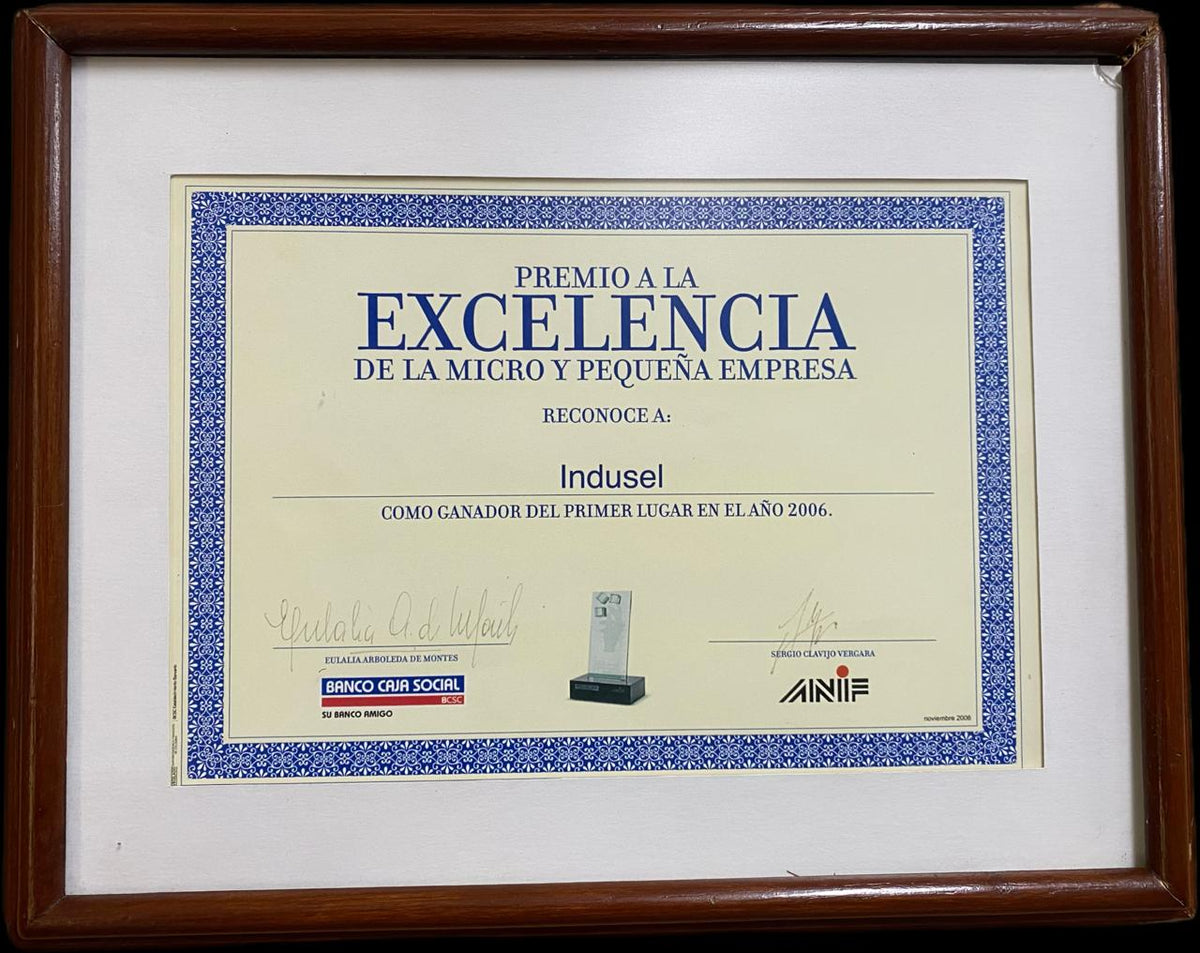 PREMIO A LA
EXCELENCIA
DE LA MICRO Y PEQUEÑA EMPRESA
RECONOCE A:
Indusel
COMO GANADOR DEL PRIMER LUGAR EN EL AÑO 2006.
EULALIA ARBOLEDA DE MONTES
BANCO CAJA SOCIAL
BCSC
SU BANCO AMIGO
SERGIO CLAVIJO VERGARA
ANIF
noviembre 2006